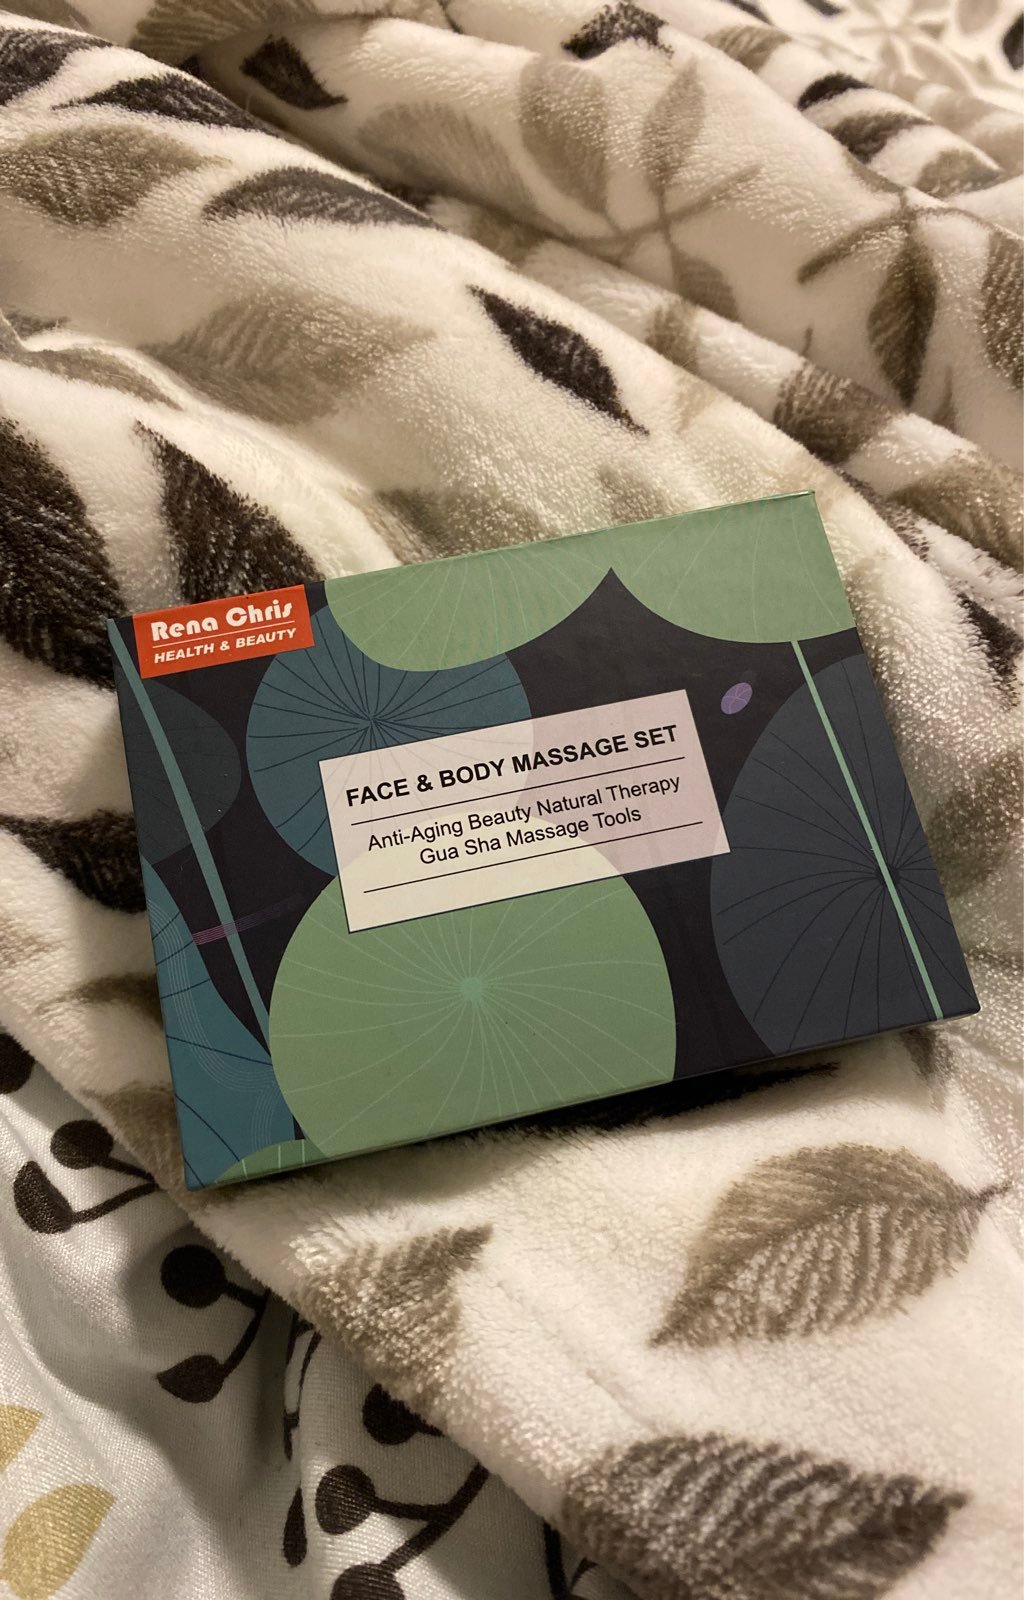 Rena Chris
HEALTH & BEAUTY
FACE & BODY MASSAGE SET
Anti-Aging Beauty Natural Therapy
Gua Sha Massage Tools